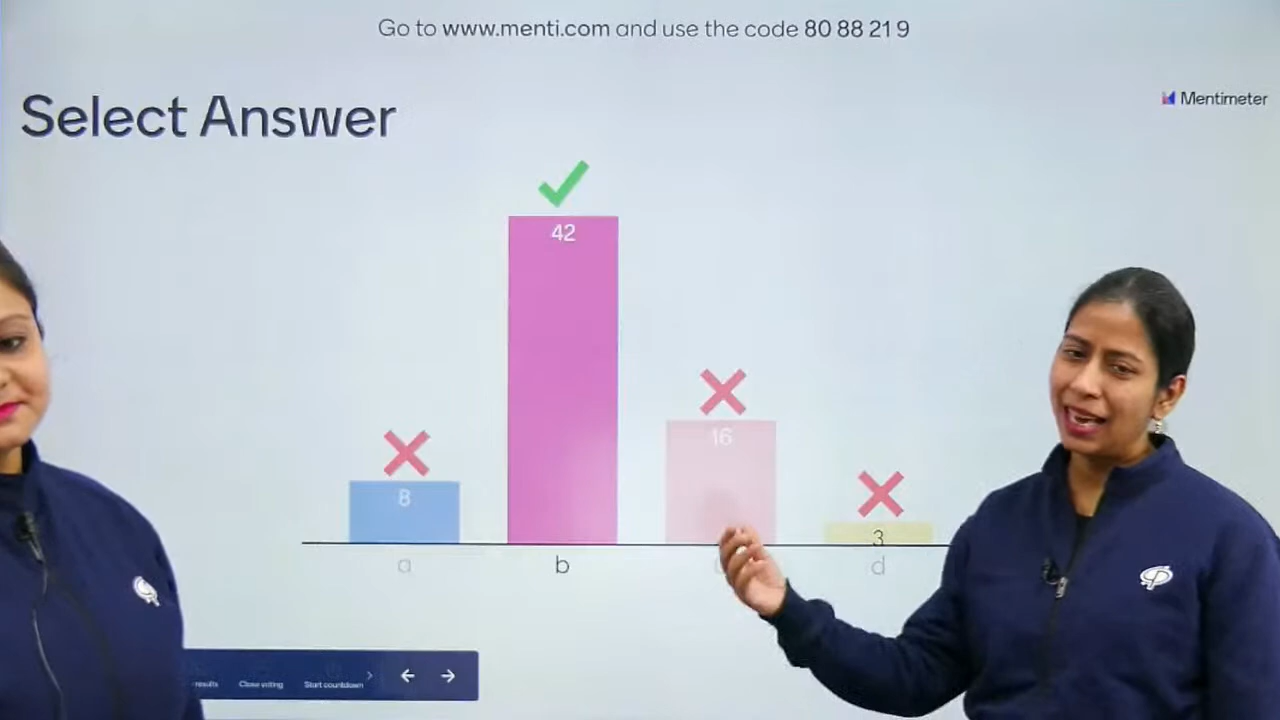 Go to www.menti.com and use the code 80 88 21 9
Mentimeter
Select Answer
42
16
8
3
a
b
d
results
Close voting
Start countdown